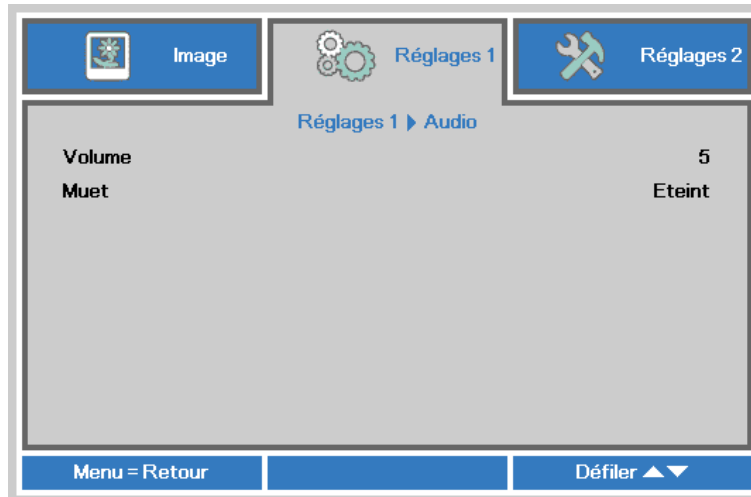 Image
Réglages 1
Réglages 2
Réglages 1 ▶ Audio
Volume 5
Muet Eteint
Menu = Retour
Défiler ▲▼